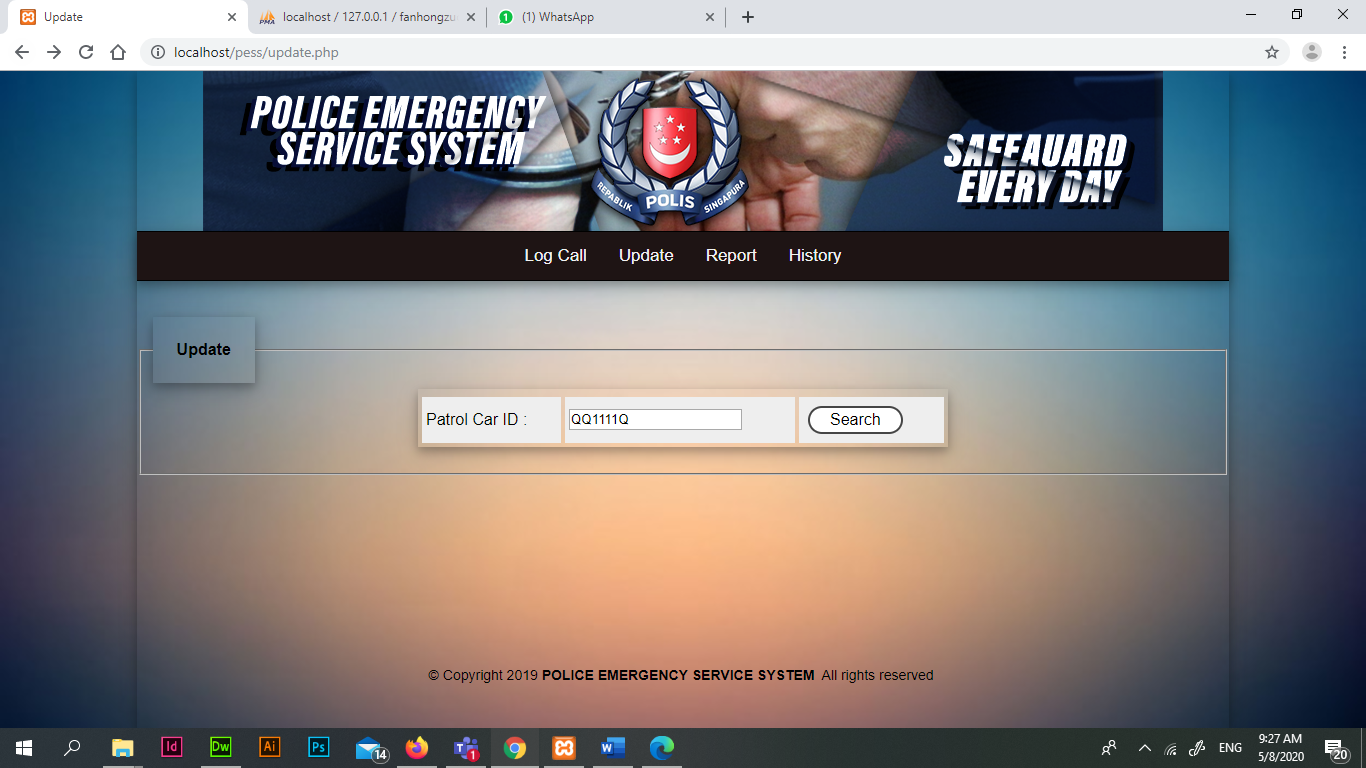 Update
localhost / 127.0.0.1 / fanhongzu
(1) WhatsApp
localhost/pess/update.php
POLICE EMERGENCY
SERVICE SYSTEM
REPABLIK POLIS SINGAPURA
SAFEAUARD
EVERY DAY
Log Call Update Report History
Update
Patrol Car ID : QQ1111Q Search
© Copyright 2019 POLICE EMERGENCY SERVICE SYSTEM All rights reserved
Id Dw Ai Ps 14 1 W ENG 9:27 AM
5/8/2020 20